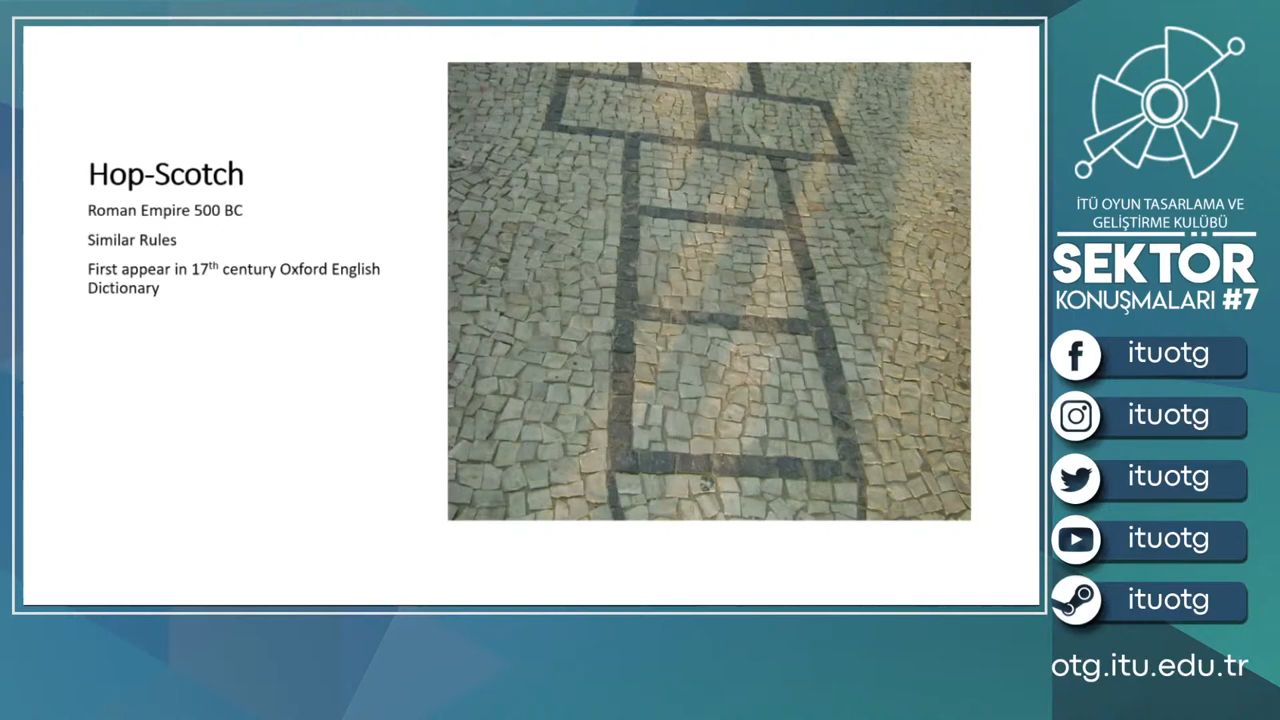 Hop-Scotch
Roman Empire 500 BC
Similar Rules
First appear in 17th century Oxford English
Dictionary
İTÜ OYUN TASARLAMA VE
GELİŞTİRME KULÜBÜ
SEKTÖR
KONUŞMALARI #7
ituotg
ituotg
ituotg
ituotg
ituotg
otg.itu.edu.tr